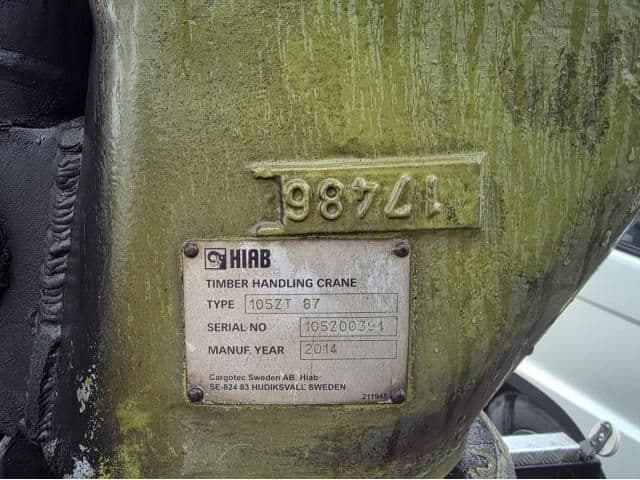 17486
HIAB
TIMBER HANDLING CRANE
TYPE 105ZT 87
SERIAL NO 105Z00391
MANUF. YEAR 2014
Cargotec Sweden AB, Hiab
SE-824 83 HUDIKSVALL SWEDEN
211945